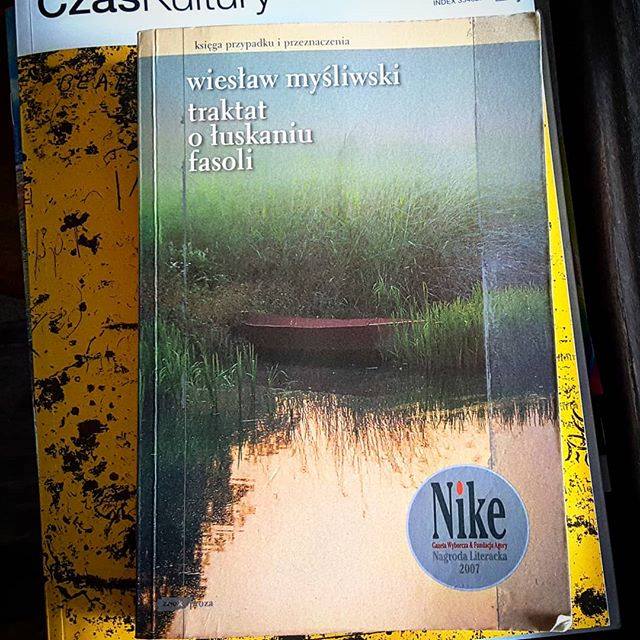 CzasKultury
INDEX
księga przypadku i przeznaczenia
wiesław myśliwski
traktat
o łuskaniu
fasoli
Nike
Gazeta Wyborcza & Fundacja Agory
Nagroda Literacka
2007
proza